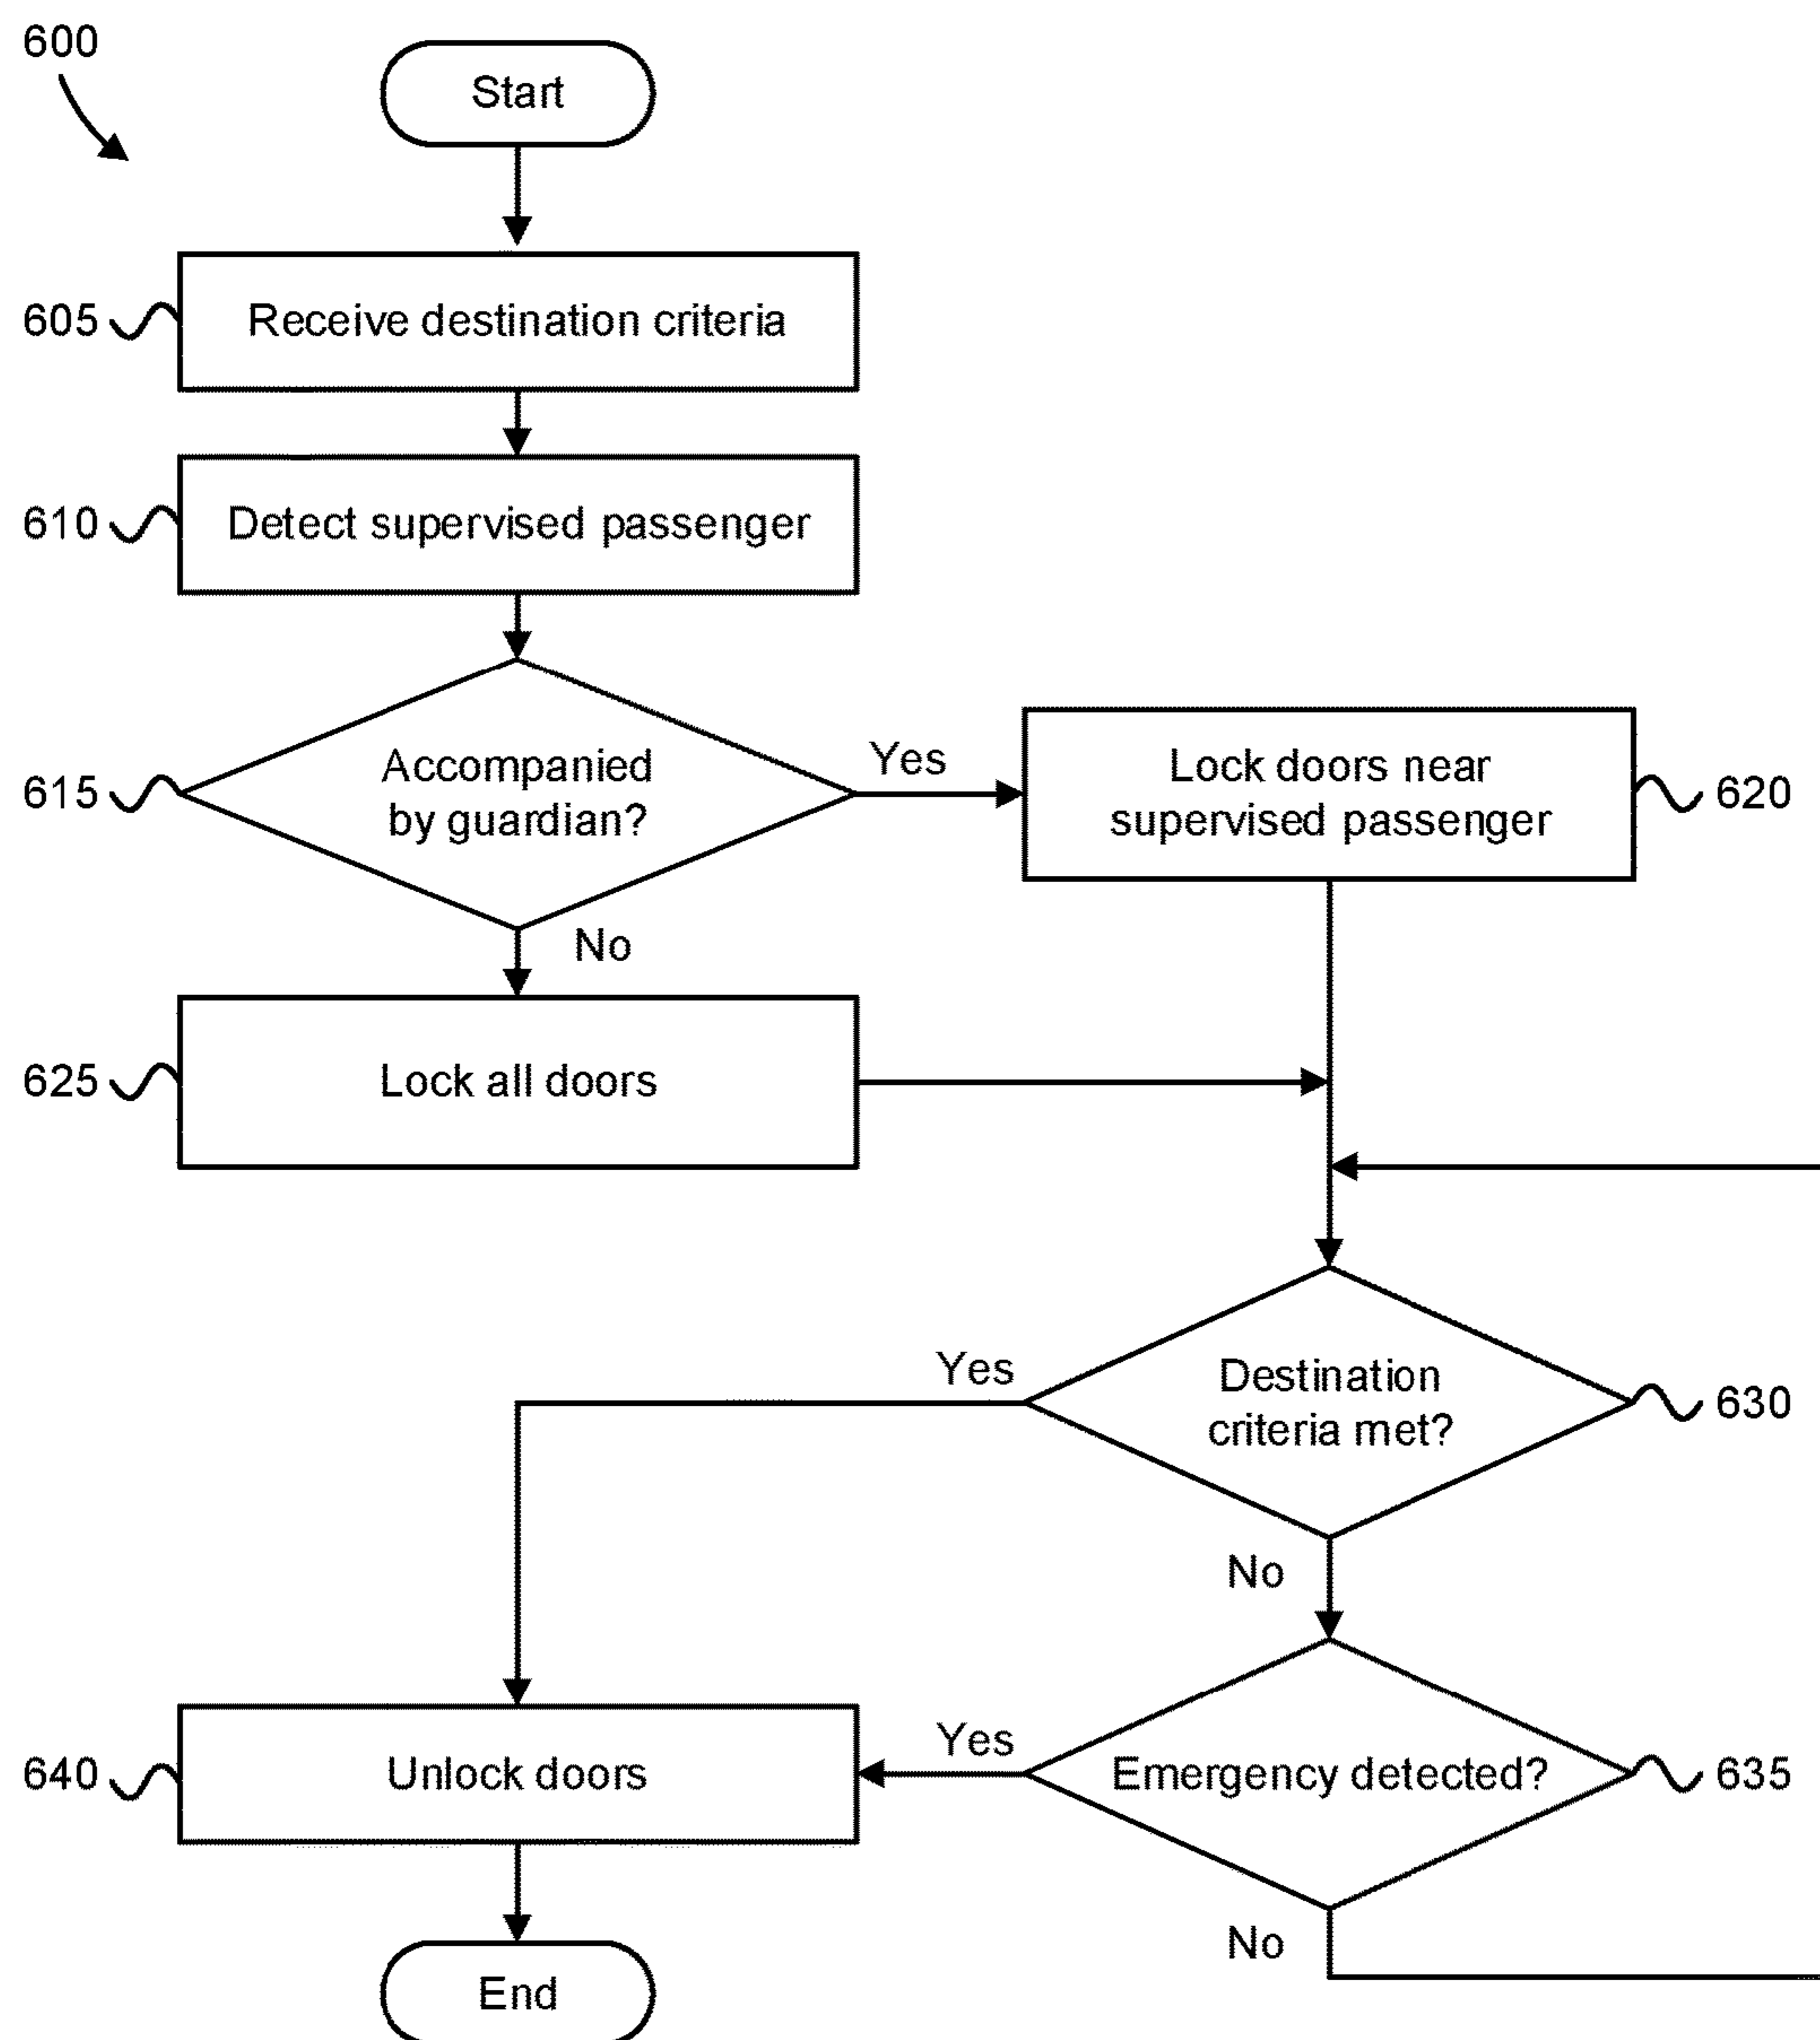 600
Start
605
Receive destination criteria
610
Detect supervised passenger
615
Accompanied
by guardian?
Yes
Lock doors near
supervised passenger
620
No
625
Lock all doors
Yes
Destination
criteria met?
630
No
640
Unlock doors
Yes
Emergency detected?
635
No
End